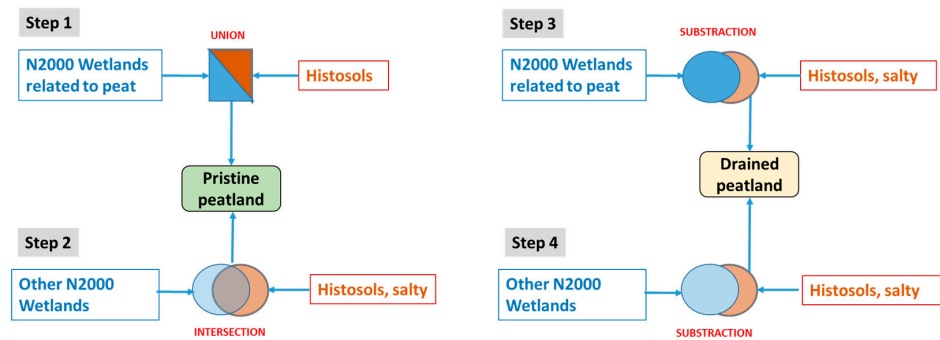 Step 1
UNION
N2000 Wetlands
related to peat
Histosols
Pristine
peatland
Step 2
Other N2000
Wetlands
Histosols, salty
INTERSECTION
Step 3
SUBSTRACTION
N2000 Wetlands
related to peat
Histosols, salty
Drained
peatland
Step 4
Other N2000
Wetlands
Histosols, salty
SUBSTRACTION